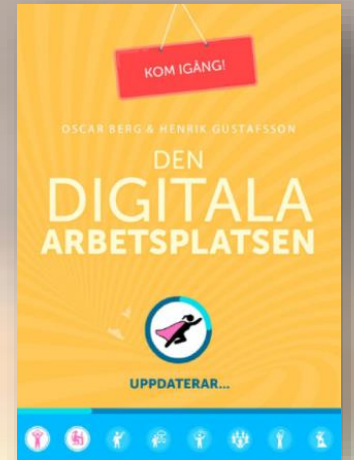 KOM IGÅNG!
OSCAR BERG & HENRIK GUSTAFSSON
DEN
DIGITALA
ARBETSPLATSEN
UPPDATERAR...